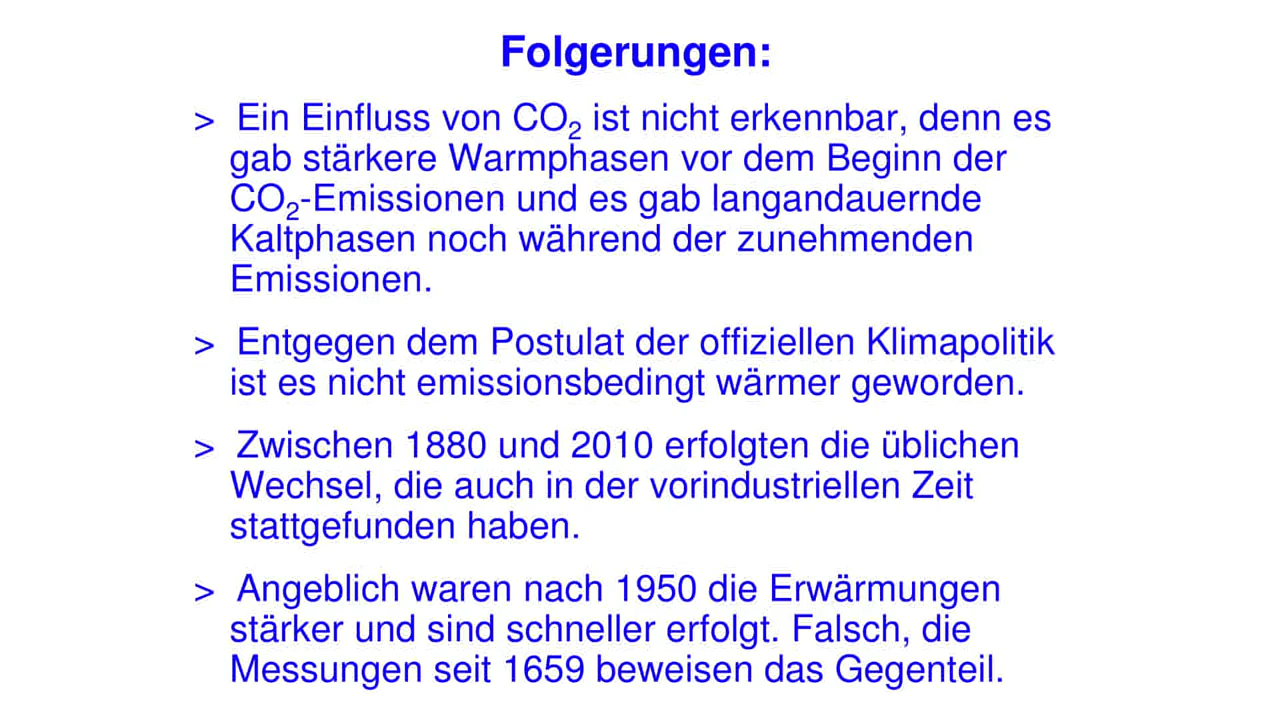 Folgerungen:
> Ein Einfluss von CO₂ ist nicht erkennbar, denn es
gab stärkere Warmphasen vor dem Beginn der
CO₂-Emissionen und es gab langandauernde
Kaltphasen noch während der zunehmenden
Emissionen.
> Entgegen dem Postulat der offiziellen Klimapolitik
ist es nicht emissionsbedingt wärmer geworden.
> Zwischen 1880 und 2010 erfolgten die üblichen
Wechsel, die auch in der vorindustriellen Zeit
stattgefunden haben.
> Angeblich waren nach 1950 die Erwärmungen
stärker und sind schneller erfolgt. Falsch, die
Messungen seit 1659 beweisen das Gegenteil.